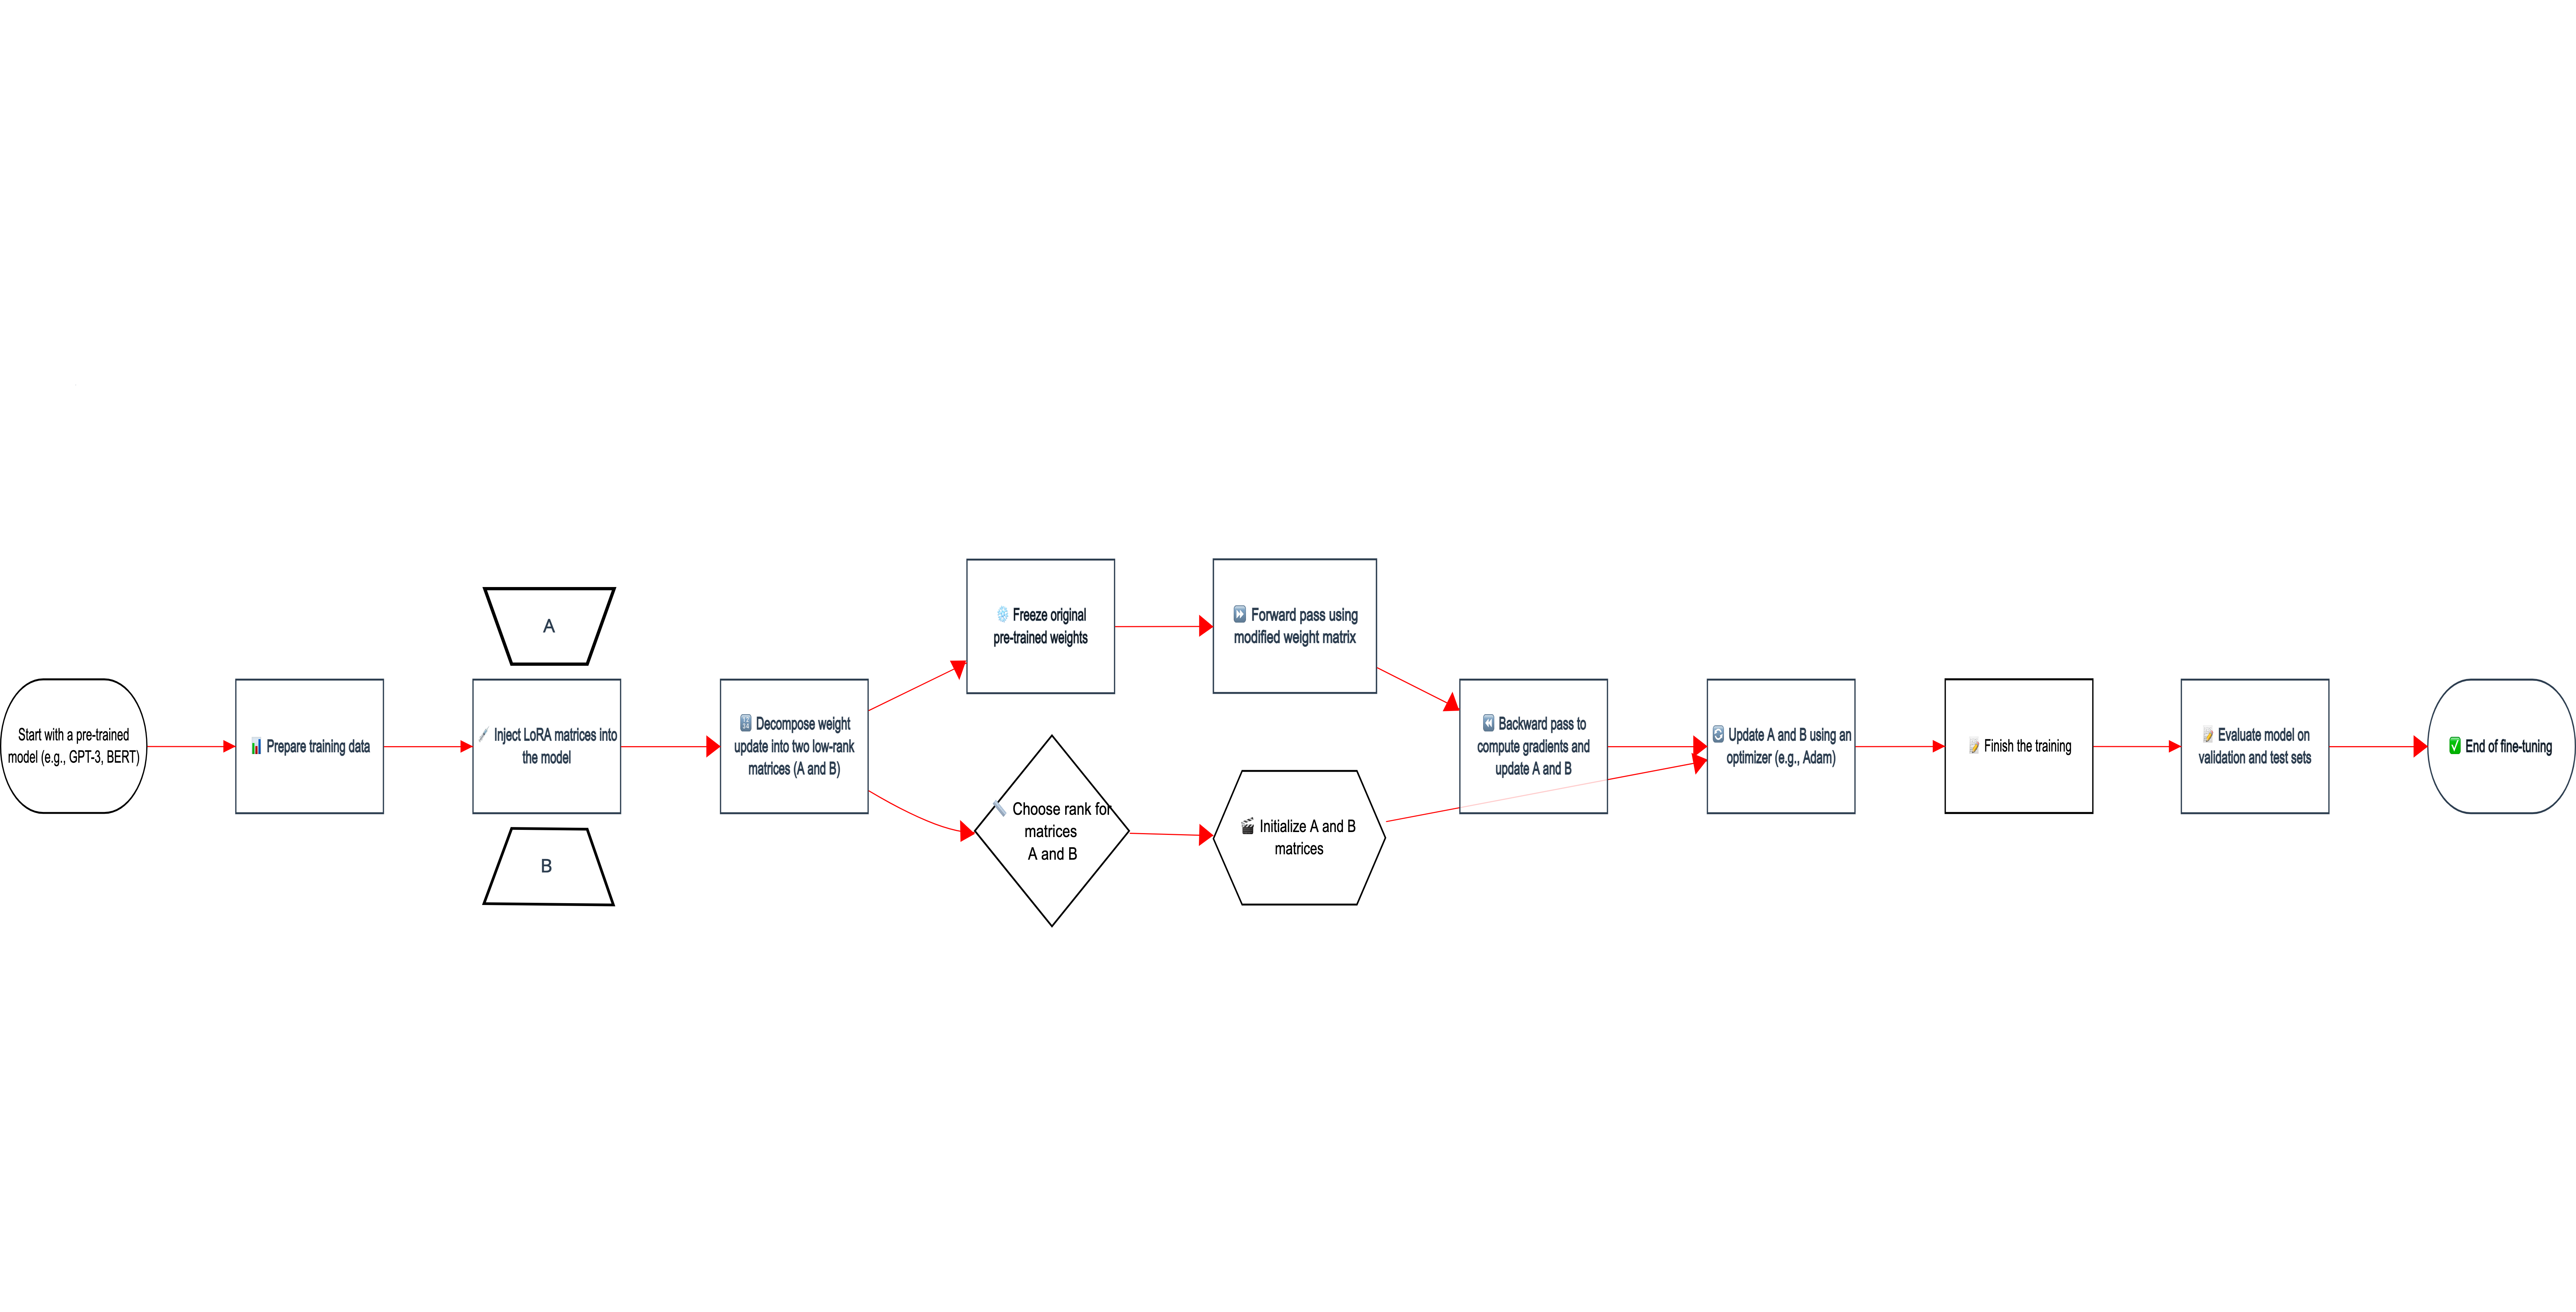 Start with a pre-trained
model (e.g., GPT-3, BERT)
📊 Prepare training data
A
💉 Inject LoRA matrices into
the model
B
🔢 Decompose weight
update into two low-rank
matrices (A and B)
❄️ Freeze original
pre-trained weights
⏩ Forward pass using
modified weight matrix
📏 Choose rank for
matrices
A and B
🎬 Initialize A and B
matrices
⏪ Backward pass to
compute gradients and
update A and B
🔄 Update A and B using an
optimizer (e.g., Adam)
📝 Finish the training
📝 Evaluate model on
validation and test sets
✅ End of fine-tuning